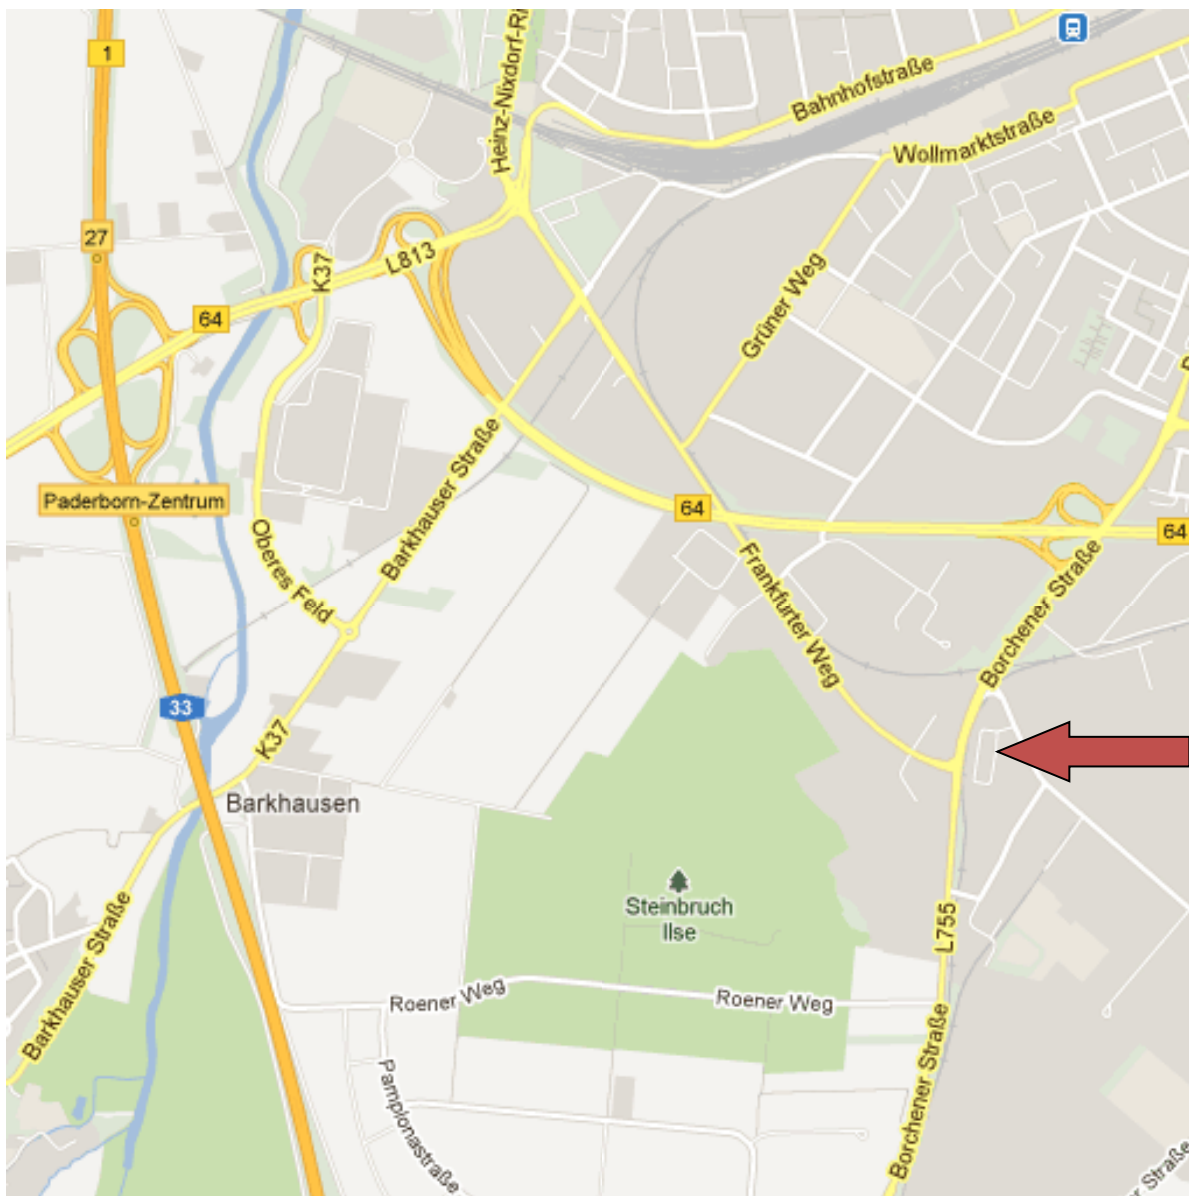 1
Heinz-Nixdorf-Ri
Bahnhofstraße
Wollmarktstraße
27
L813
K37
64
Grüner Weg
Paderborn-Zentrum
Barkhauser Straße
64
64
Oberes Feld
Frankfurter Weg
Borchener Straße
33
K37
Barkhausen
Steinbruch
Ilse
Barkhauser Straße
L755
Roener Weg
Roener Weg
Borchener Straße
Pamplonastraße
straße